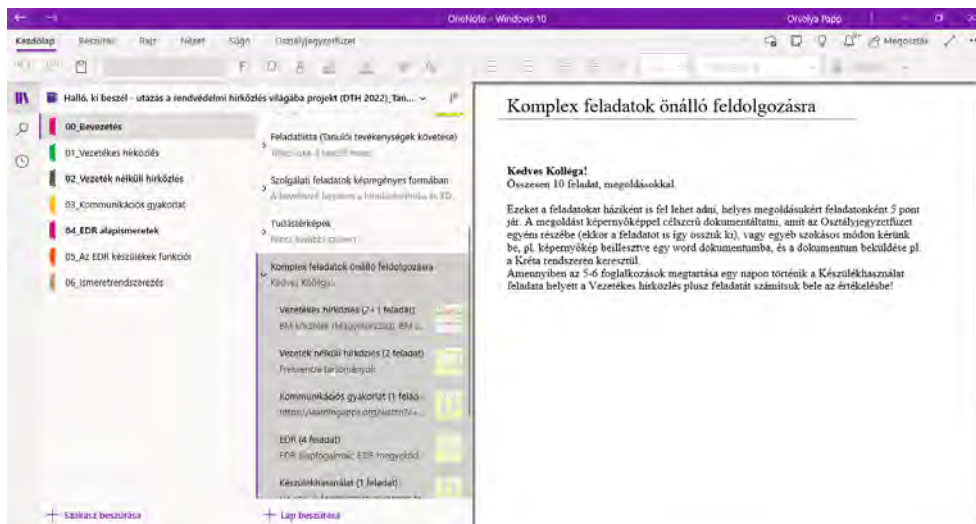 OneNote - Windows 10
Orsolya Papp
Kezdőlap Beszúrás Rajz Nézet Súgó Osztályjegyzetfüzet
Megosztás
F D A
Halló, ki beszél - utazás a rendvédelmi hírközlés világába projekt (DTH 2022)_Tan...
00_Bevezetés
01_Vezetékes hírközlés
02_Vezeték nélküli hírközlés
03_Kommunikációs gyakorlat
04_EDR alapismeretek
05_Az EDR készülékek funkciói
06_Ismeretrendszerezés
Szakasz beszúrása
Feladatlista (Tanulói tevékenységek követése)
Szolgálati feladatok képregényes formában
Tudástérképek
Nincs további szöveg
Komplex feladatok önálló feldolgozásra
Kedves Kolléga!
Vezetékes hírközlés (2+1 feladat)
BM körzetek (Magyarország), BM
Vezeték nélküli hírközlés (2 feladat)
Frekvencia tartományok
Kommunikációs gyakorlat (1 felad
https://learningapps.org/watch?v=
EDR (4 feladat)
EDR alapfogalmak, EDR
Készülékhasználat (1 feladat)
Lap beszúrása
Komplex feladatok önálló feldolgozásra
Kedves Kolléga!
Összesen 10 feladat, megoldásokkal.
Ezeket a feladatokat háziként is fel lehet adni, helyes megoldásukért feladatonként 5 pont
jár. A megoldást képernyőképpel célszerű dokumentáltatni, amit az Osztályjegyzetfüzet
egyéni részébe (ekkor a feladatot is így osszuk ki), vagy egyéb szokásos módon kérünk
be, pl. képernyőkép beillesztve egy word dokumentumba, és a dokumentum beküldése pl.
a Kréta rendszeren keresztül.
Amennyiben az 5-6 foglalkozások megtartása egy napon történik a Készülékhasználat
feladata helyett a Vezetékes hírközlés plusz feladatát számítsuk bele az értékelésbe!